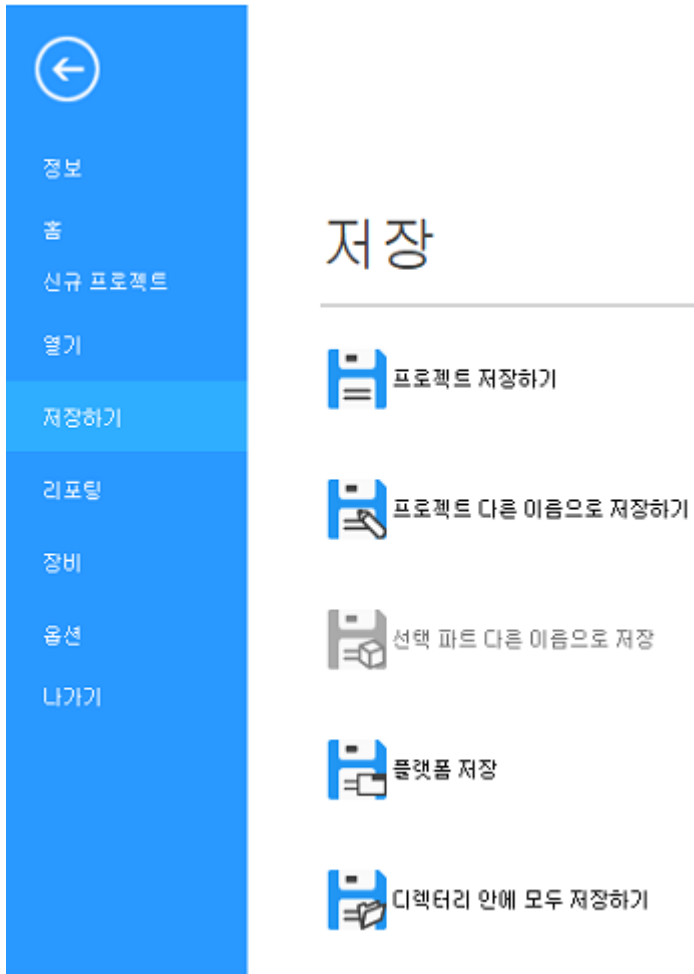 정보
홈
신규 프로젝트
열기
저장하기
리포팅
장비
옵션
나가기
저장
프로젝트 저장하기
프로젝트 다른 이름으로 저장하기
선택 파트 다른 이름으로 저장
플랫폼 저장
디렉터리 안에 모두 저장하기